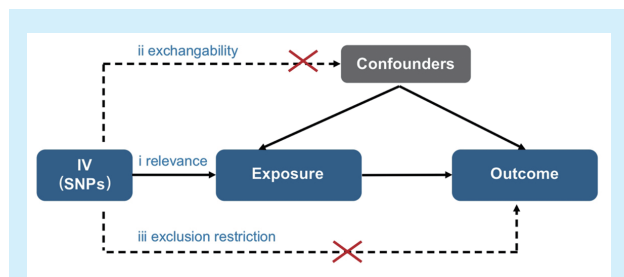 ii exchangability
Confounders
i relevance
IV
(SNPs)
Exposure
Outcome
iii exclusion restriction